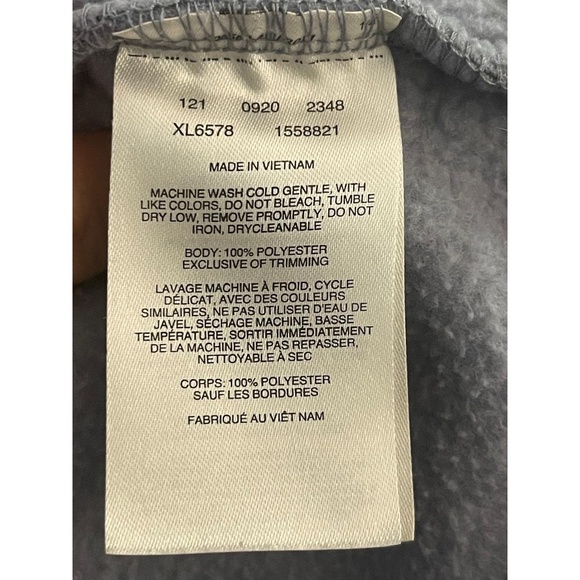 121 0920 2348
XL6578 1558821
MADE IN VIETNAM
MACHINE WASH COLD GENTLE, WITH
LIKE COLORS, DO NOT BLEACH, TUMBLE
DRY LOW, REMOVE PROMPTLY, DO NOT
IRON, DRYCLEANABLE
BODY: 100% POLYESTER
EXCLUSIVE OF TRIMMING
LAVAGE MACHINE À FROID, CYCLE
DÉLICAT, AVEC DES COULEURS
SIMILAIRES, NE PAS UTILISER D'EAU DE
JAVEL, SÉCHAGE MACHINE, BASSE
TEMPÉRATURE, SORTIR IMMÉDIATEMENT
DE LA MACHINE, NE PAS REPASSER,
NETTOYABLE À SEC
CORPS: 100% POLYESTER
SAUF LES BORDURES
FABRIQUÉ AU VIÊT NAM